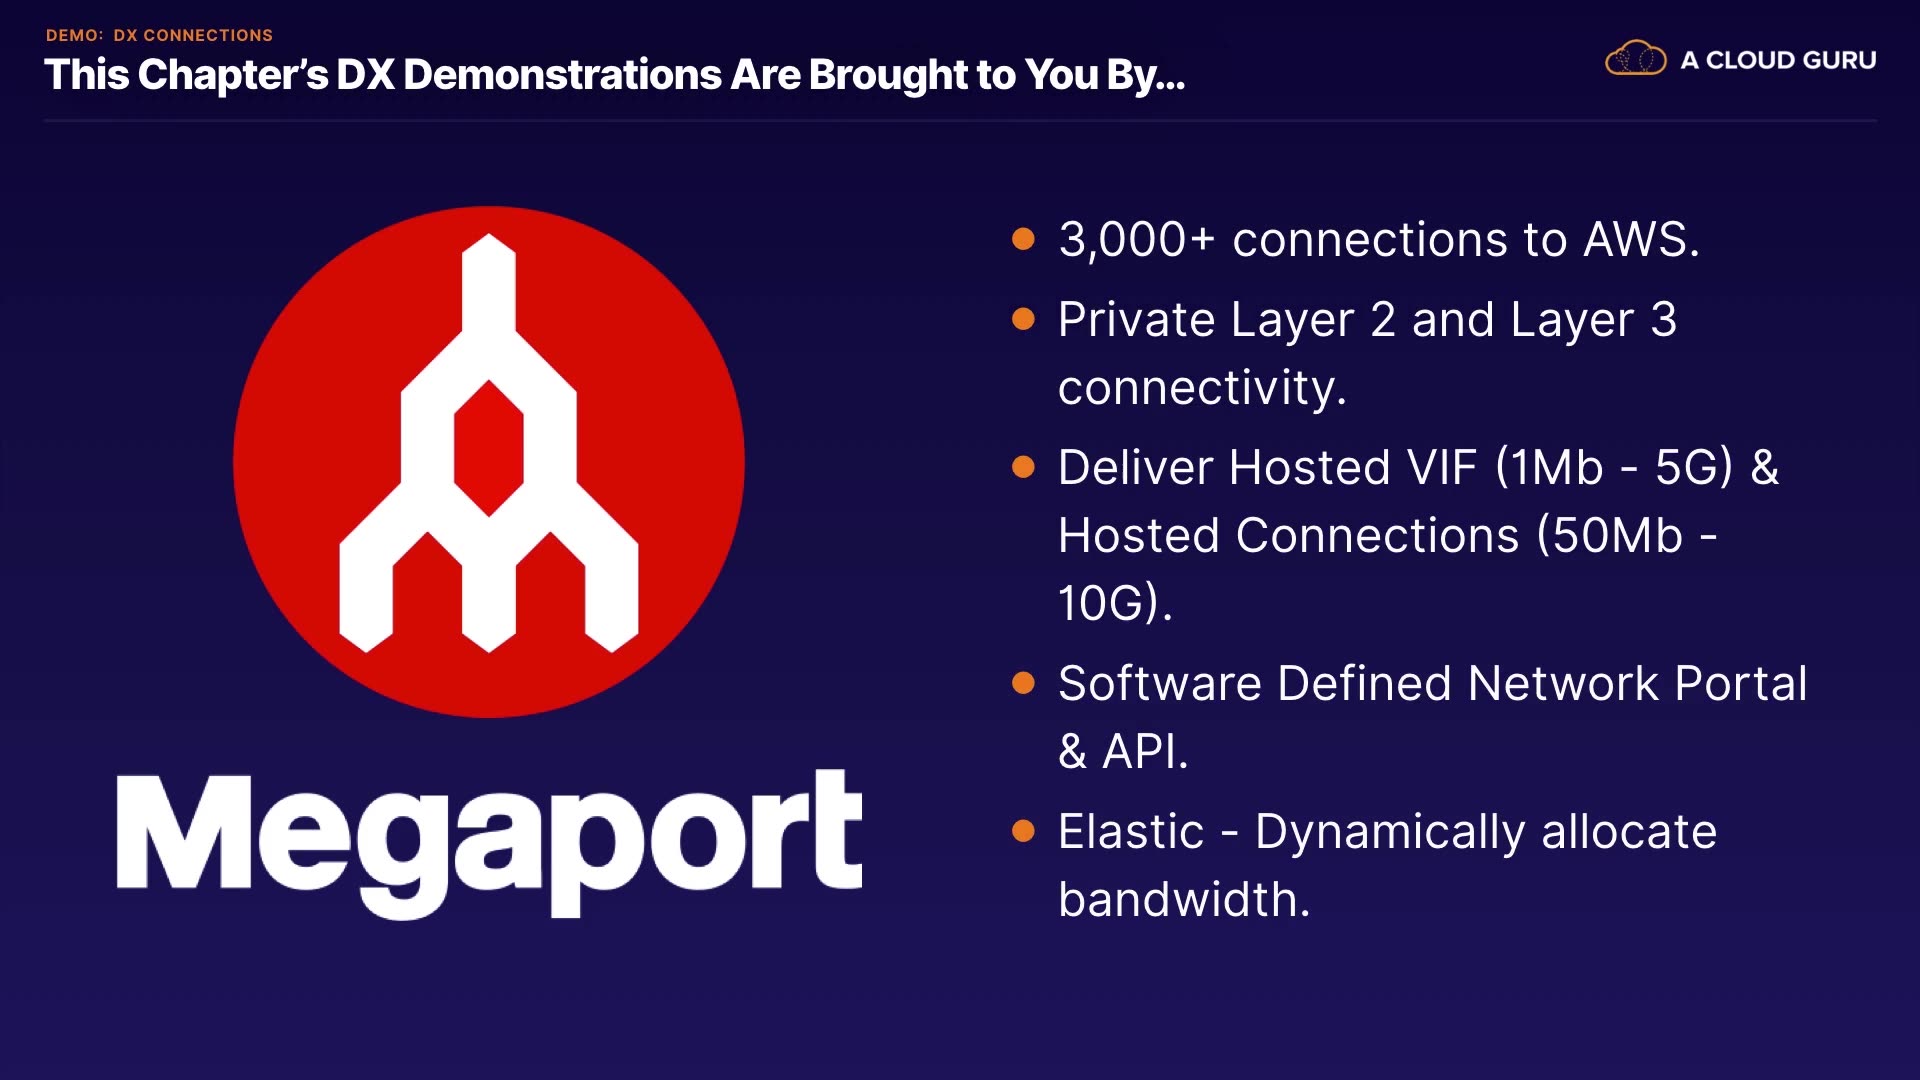 DEMO: DX CONNECTIONS
This Chapter’s DX Demonstrations Are Brought to You By...
A CLOUD GURU
Megaport
3,000+ connections to AWS.
Private Layer 2 and Layer 3
connectivity.
Deliver Hosted VIF (1Mb - 5G) &
Hosted Connections (50Mb -
10G).
Software Defined Network Portal
& API.
Elastic - Dynamically allocate
bandwidth.